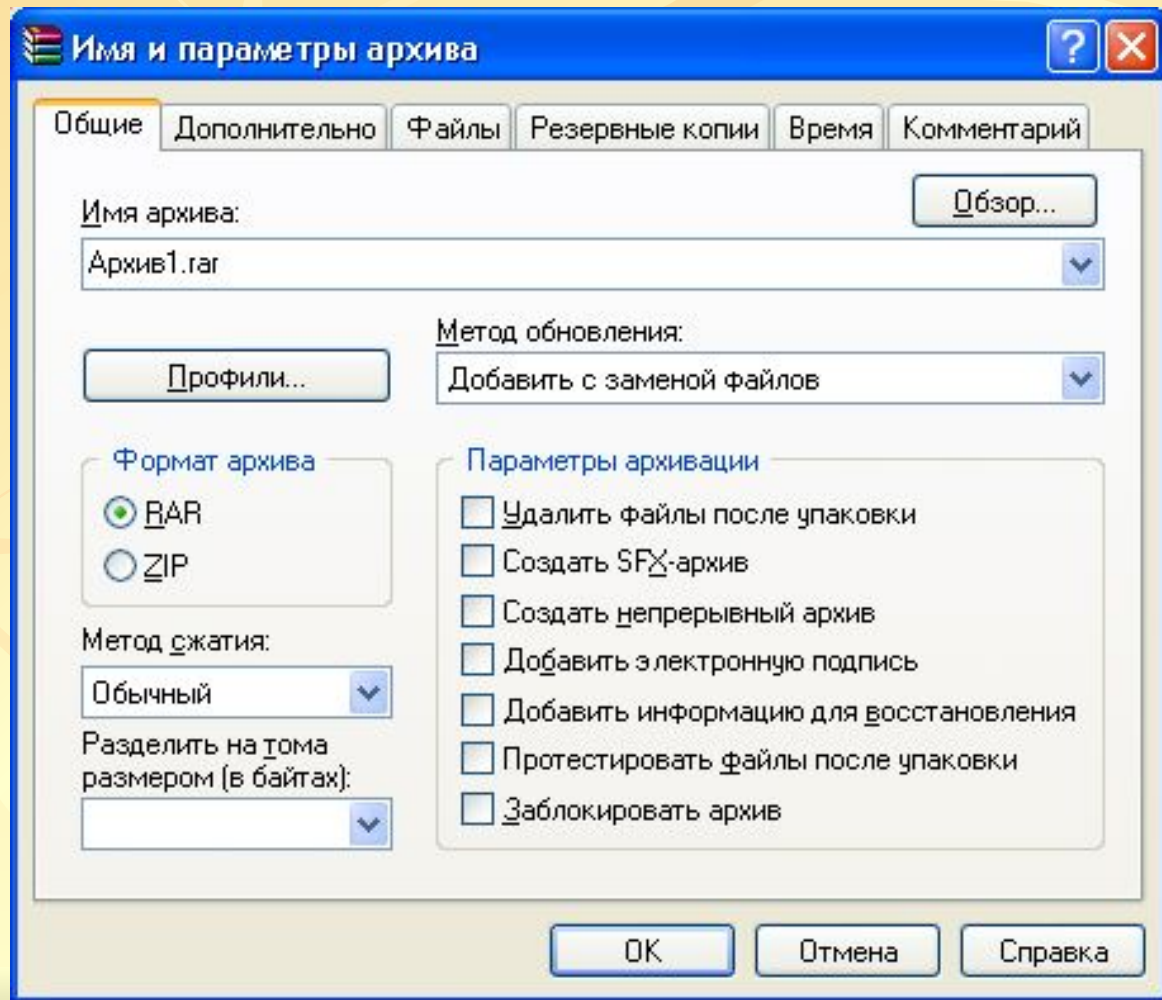 Имя и параметры архива
Общие Дополнительно Файлы Резервные копии Время Комментарий
Обзор...
Имя архива:
Архив1.rar
Метод обновления:
Профили...
Добавить с заменой файлов
Формат архива
RAR
ZIP
Метод сжатия:
Обычный
Разделить на тома
размером (в байтах):
Параметры архивации
Удалить файлы после упаковки
Создать SFX-архив
Создать непрерывный архив
Добавить электронную подпись
Добавить информацию для восстановления
Протестировать файлы после упаковки
Заблокировать архив
OK Отмена Справка